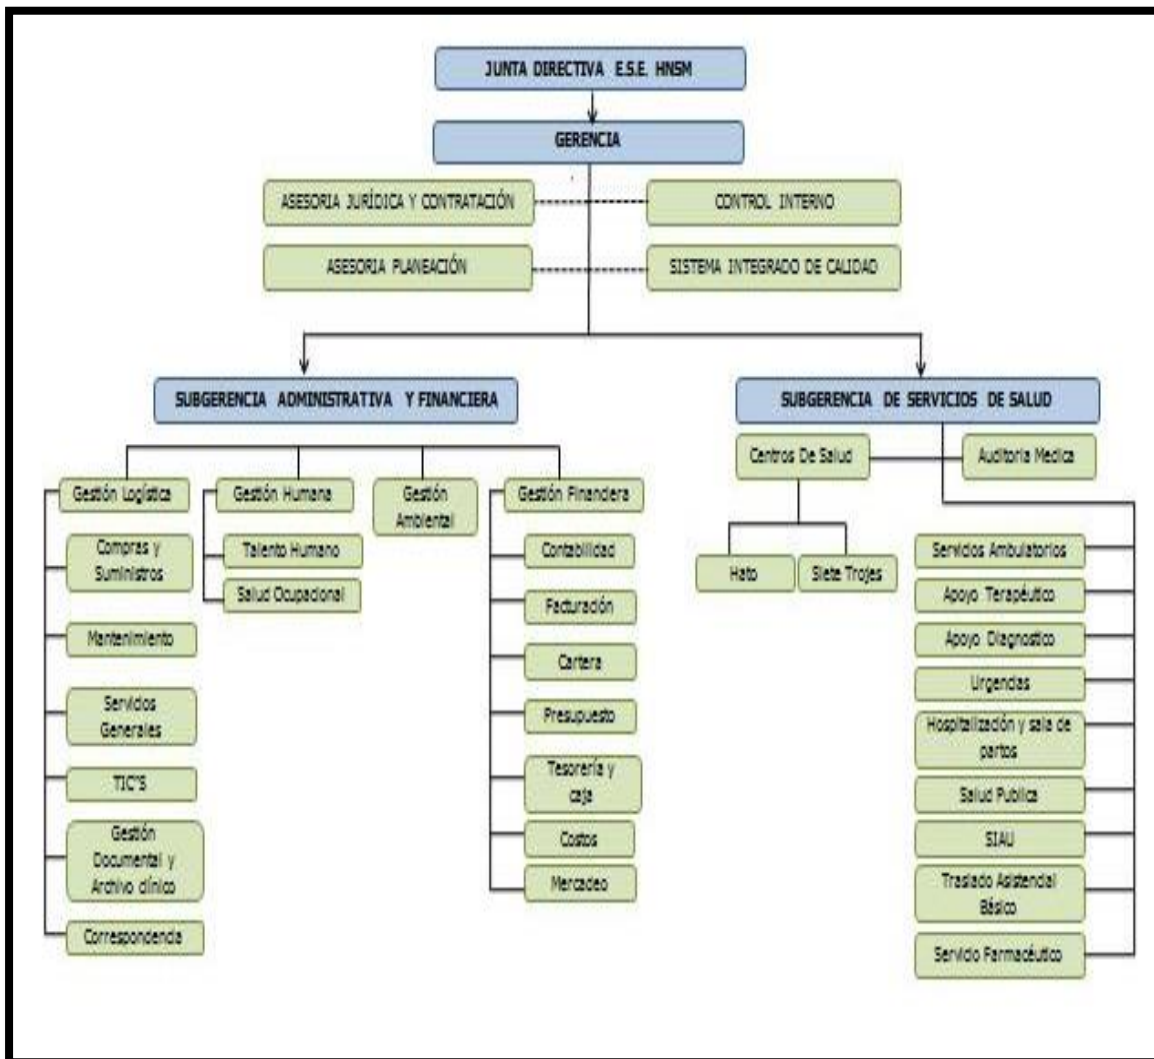 JUNTA DIRECTIVA E.S.E. HNSM
GERENCIA
ASESORIA JURÍDICA Y CONTRATACIÓN
CONTROL INTERNO
ASESORIA PLANEACIÓN
SISTEMA INTEGRADO DE CALIDAD
SUBGERENCIA ADMINISTRATIVA Y FINANCIERA
SUBGERENCIA DE SERVICIOS DE SALUD
Centros De Salud
Auditoria Medica
Gestión Logística
Gestión Humana
Gestión
Ambiental
Gestión Financiera
Compras y
Suministros
Mantenimiento
Servicios
Generales
TIC"S
Gestión
Documental y
Archivo clínico
Correspondencia
Talento Humano
Salud Ocupacional
Contabilidad
Facturación
Cartera
Presupuesto
Tesorería y
caja
Costos
Mercadeo
Hato
Siete Trojes
Servicios Ambulatorios
Apoyo Terapéutico
Apoyo Diagnostico
Urgencias
Hospitalización y sala de
partos
Salud Publica
SIAU
Traslado Asistencial
Básico
Servicio Farmacéutico